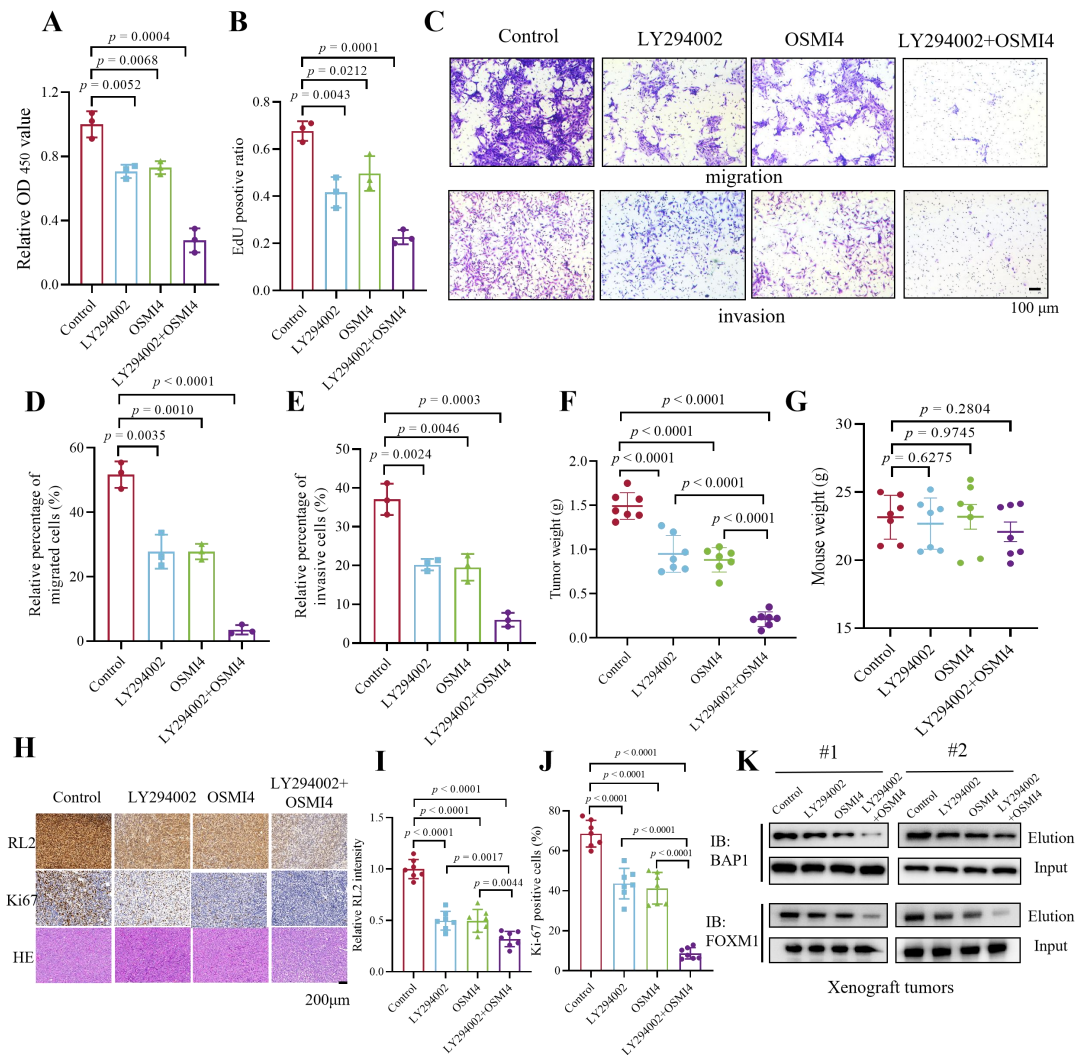 A
p = 0.0004
p = 0.0068
p = 0.0052
Relative OD 450 value
1.2
0.8
0.4
0.0
Control
LY294002
OSMI4
LY294002+OSMI4
B
p = 0.0001
p = 0.0212
p = 0.0043
EdU posotive ratio
0.8
0.6
0.4
0.2
0.0
Control
LY294002
OSMI4
LY294002+OSMI4
C
Control
LY294002
OSMI4
LY294002+OSMI4
migration
invasion
100 μm
D
p < 0.0001
p = 0.0010
p = 0.0035
Relative percentage of
migrated cells (%)
60
40
20
0
Control
LY294002
OSMI4
LY294002+OSMI4
E
p = 0.0003
p = 0.0046
p = 0.0024
Relative percentage of
invasive cells (%)
50
40
30
20
10
0
Control
LY294002
OSMI4
LY294002+OSMI4
F
p < 0.0001
p < 0.0001
p < 0.0001
p < 0.0001
p < 0.0001
Tumor weight (g)
2.0
1.5
1.0
0.5
0.0
Control
LY294002
OSMI4
LY294002+OSMI4
G
p = 0.2804
p = 0.9745
p = 0.6275
Mouse weight (g)
30
25
20
15
Control
LY294002
OSMI4
LY294002+OSMI4
H
Control
LY294002
OSMI4
LY294002+
OSMI4
RL2
Ki67
HE
200μm
I
p < 0.0001
p < 0.0001
p < 0.0001
p = 0.0017
p = 0.0044
Relative RL2 intensity
1.5
1.0
0.5
0.0
Control
LY294002
OSMI4
LY294002+OSMI4
J
p < 0.0001
p < 0.0001
p < 0.0001
p < 0.0001
p < 0.0001
Ki-67 positive cells (%)
80
60
40
20
0
Control
LY294002
OSMI4
LY294002+OSMI4
K
#1
#2
Control
LY294002
OSMI4
LY294002
+OSMI4
Control
LY294002
OSMI4
LY294002
+OSMI4
IB:
BAP1
Elution
Input
IB:
FOXM1
Elution
Input
Xenograft tumors